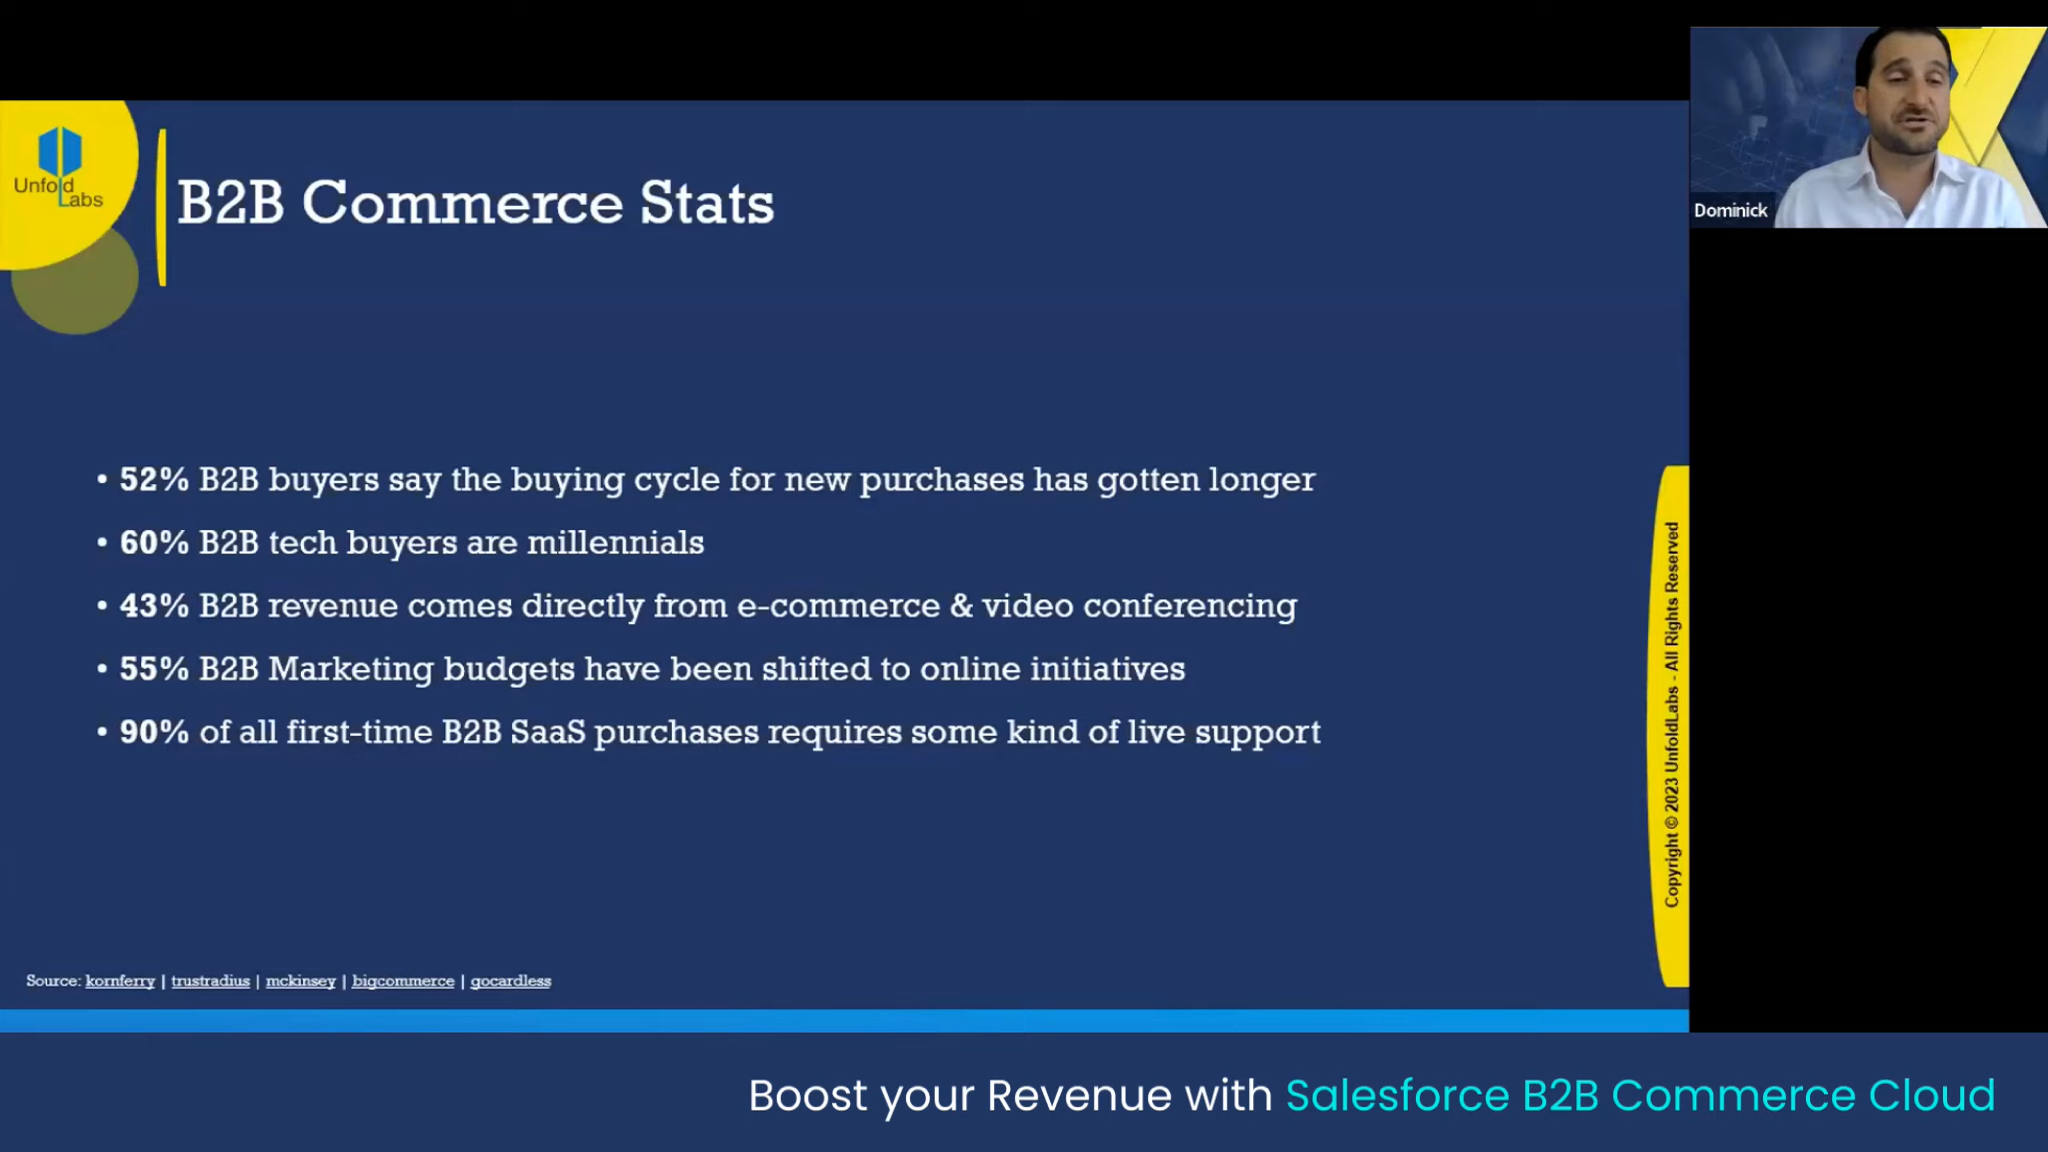 Unfold
Labs
B2B Commerce Stats
Dominick
• 52% B2B buyers say the buying cycle for new purchases has gotten longer
• 60% B2B tech buyers are millennials
• 43% B2B revenue comes directly from e-commerce & video conferencing
• 55% B2B Marketing budgets have been shifted to online initiatives
• 90% of all first-time B2B SaaS purchases requires some kind of live support
Copyright © 2023 UnfoldLabs - All Rights Reserved
Source: kornferry | trustradius | mckinsey | bigcommerce | gocardless
Boost your Revenue with Salesforce B2B Commerce Cloud